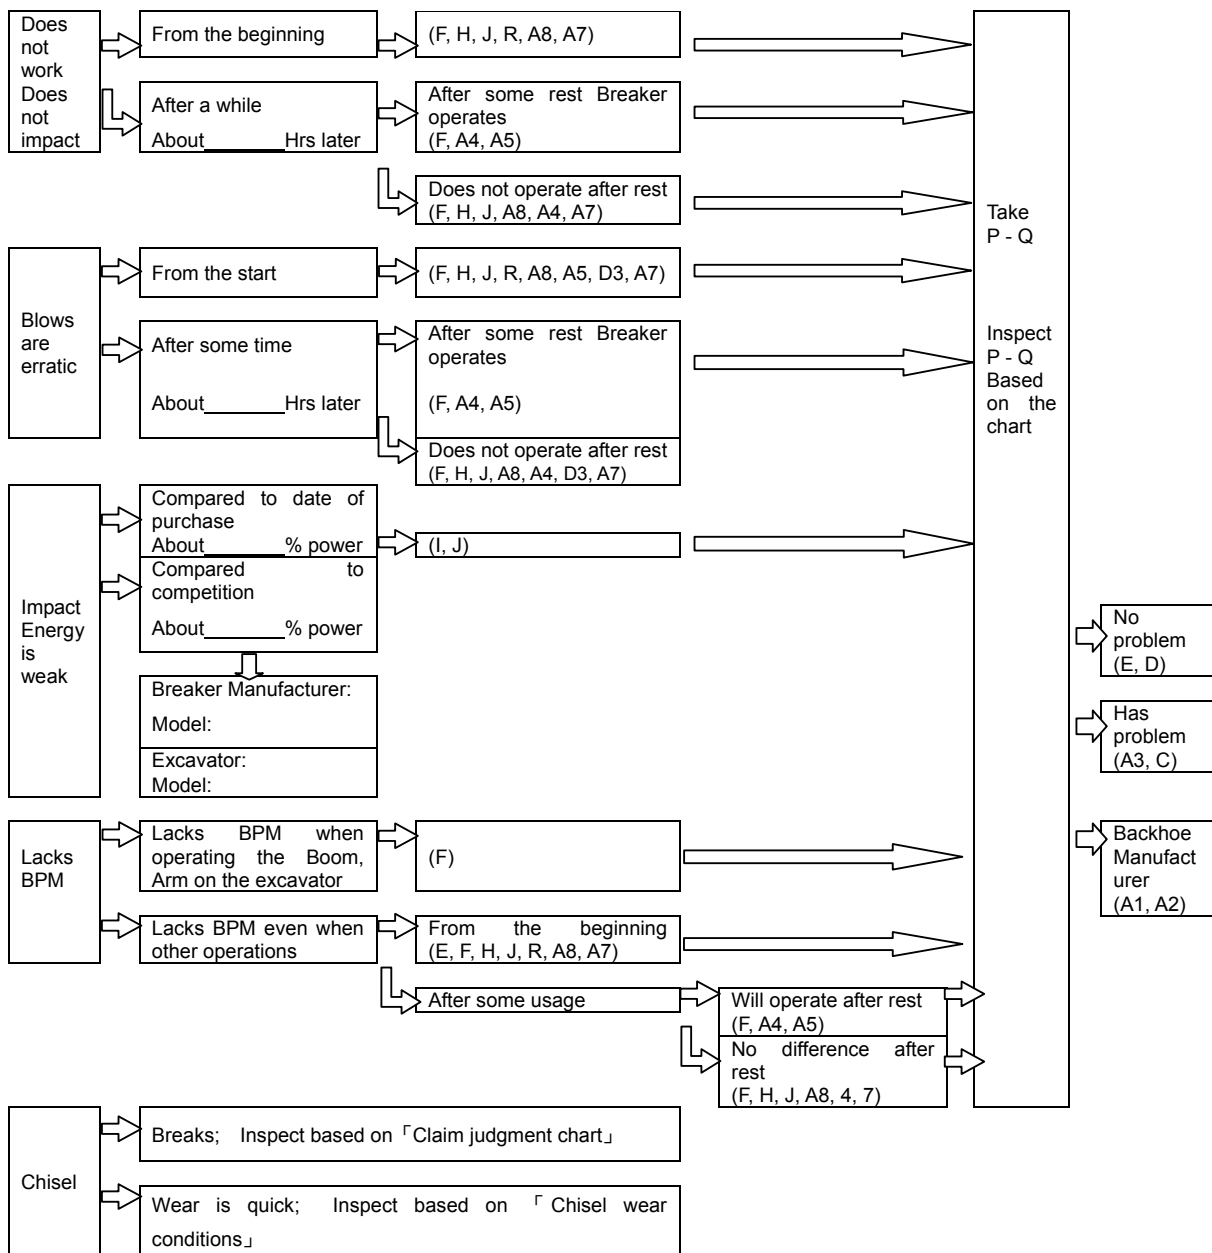 Does
not
work
Does
not
impact
From the beginning
(F, H, J, R, A8, A7)
After a while
About________Hrs later
After some rest Breaker
operates
(F, A4, A5)
Does not operate after rest
(F, H, J, A8, A4, A7)
Blows
are
erratic
From the start
(F, H, J, R, A8, A5, D3, A7)
After some time
About________Hrs later
After some rest Breaker
operates
(F, A4, A5)
Does not operate after rest
(F, H, J, A8, A4, D3, A7)
Impact
Energy
is
weak
Compared to date of
purchase
About________% power
(I, J)
Compared to
competition
About________% power
Breaker Manufacturer:
Model:
Excavator:
Model:
Lacks
BPM
Lacks BPM when
operating the Boom,
Arm on the excavator
(F)
Lacks BPM even when
other operations
From the beginning
(E, F, H, J, R, A8, A7)
After some usage
Will operate after rest
(F, A4, A5)
No difference after
rest
(F, H, J, A8, 4, 7)
Take
P - Q
Inspect
P - Q
Based
on the
chart
No
problem
(E, D)
Has
problem
(A3, C)
Backhoe
Manufact
urer
(A1, A2)
Chisel
Breaks; Inspect based on「Claim judgment chart」
Wear is quick; Inspect based on 「Chisel wear
conditions」